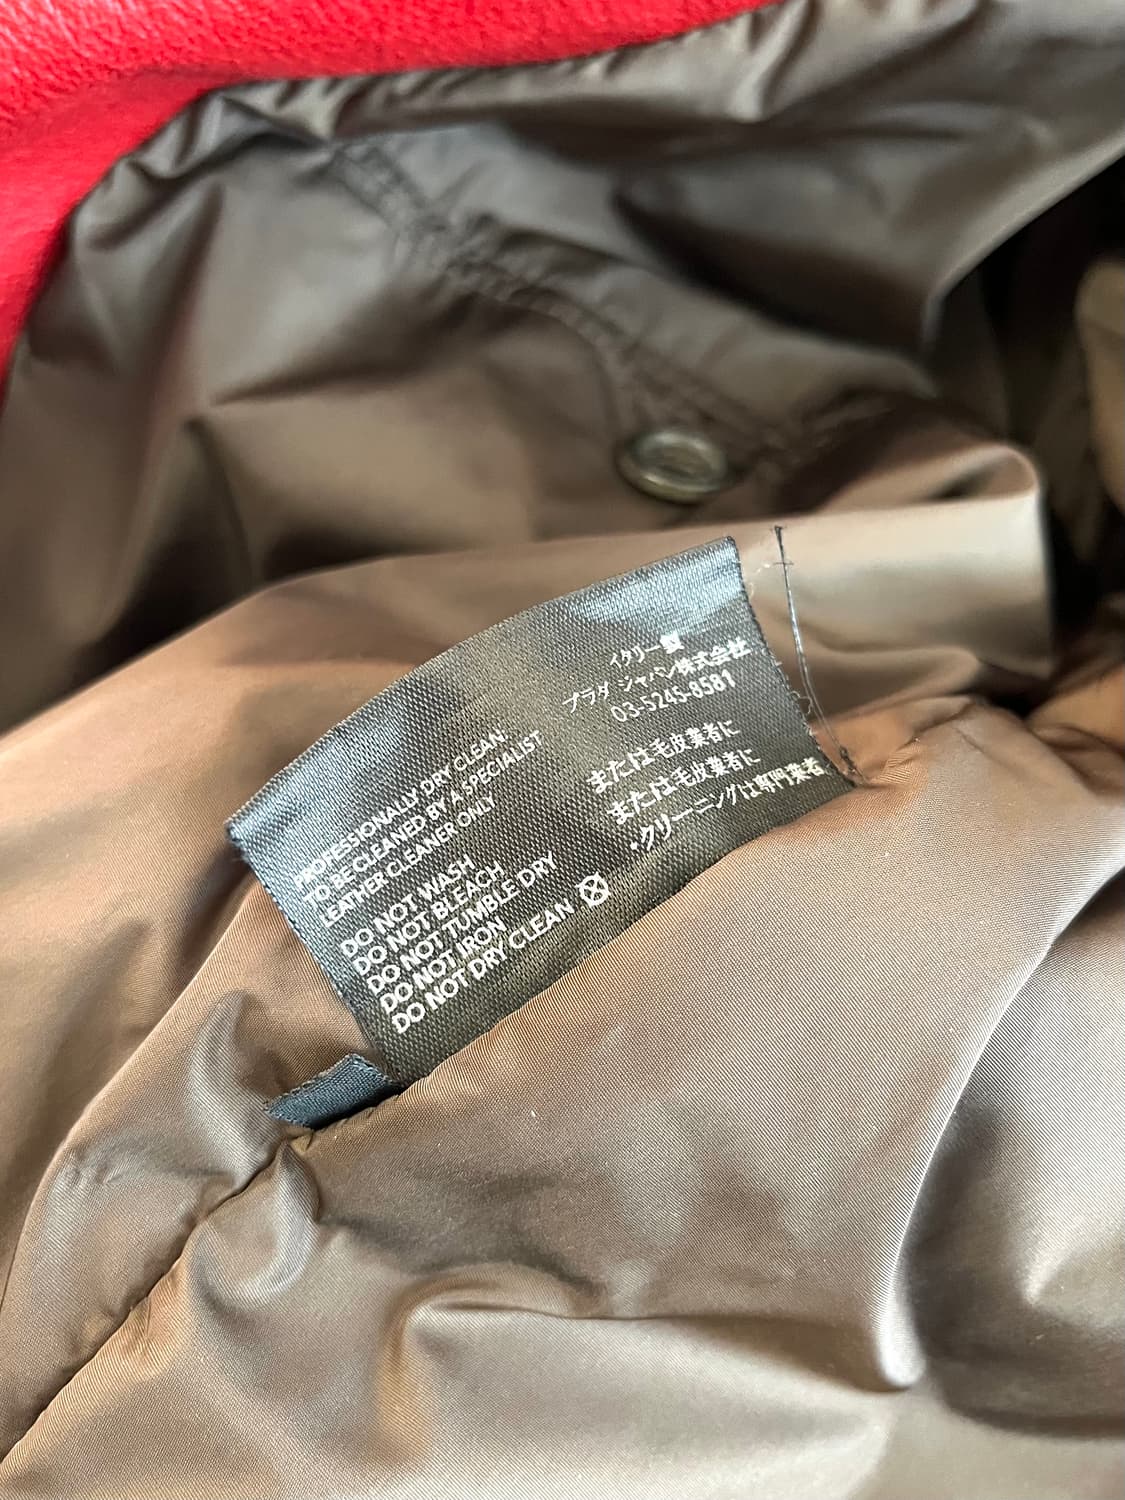 PROFESSIONALLY DRY CLEAN
TO BE CLEANED BY A SPECIALIST
LEATHER CLEANER ONLY
DO NOT WASH
DO NOT BLEACH
DO NOT TUMBLE DRY
DO NOT IRON
DO NOT DRY CLEAN
イタリー製
プラダ・ジャパン株式会社
03-5245-8581
または毛皮業者に
または毛皮業者に
・クリーニングは専門業者